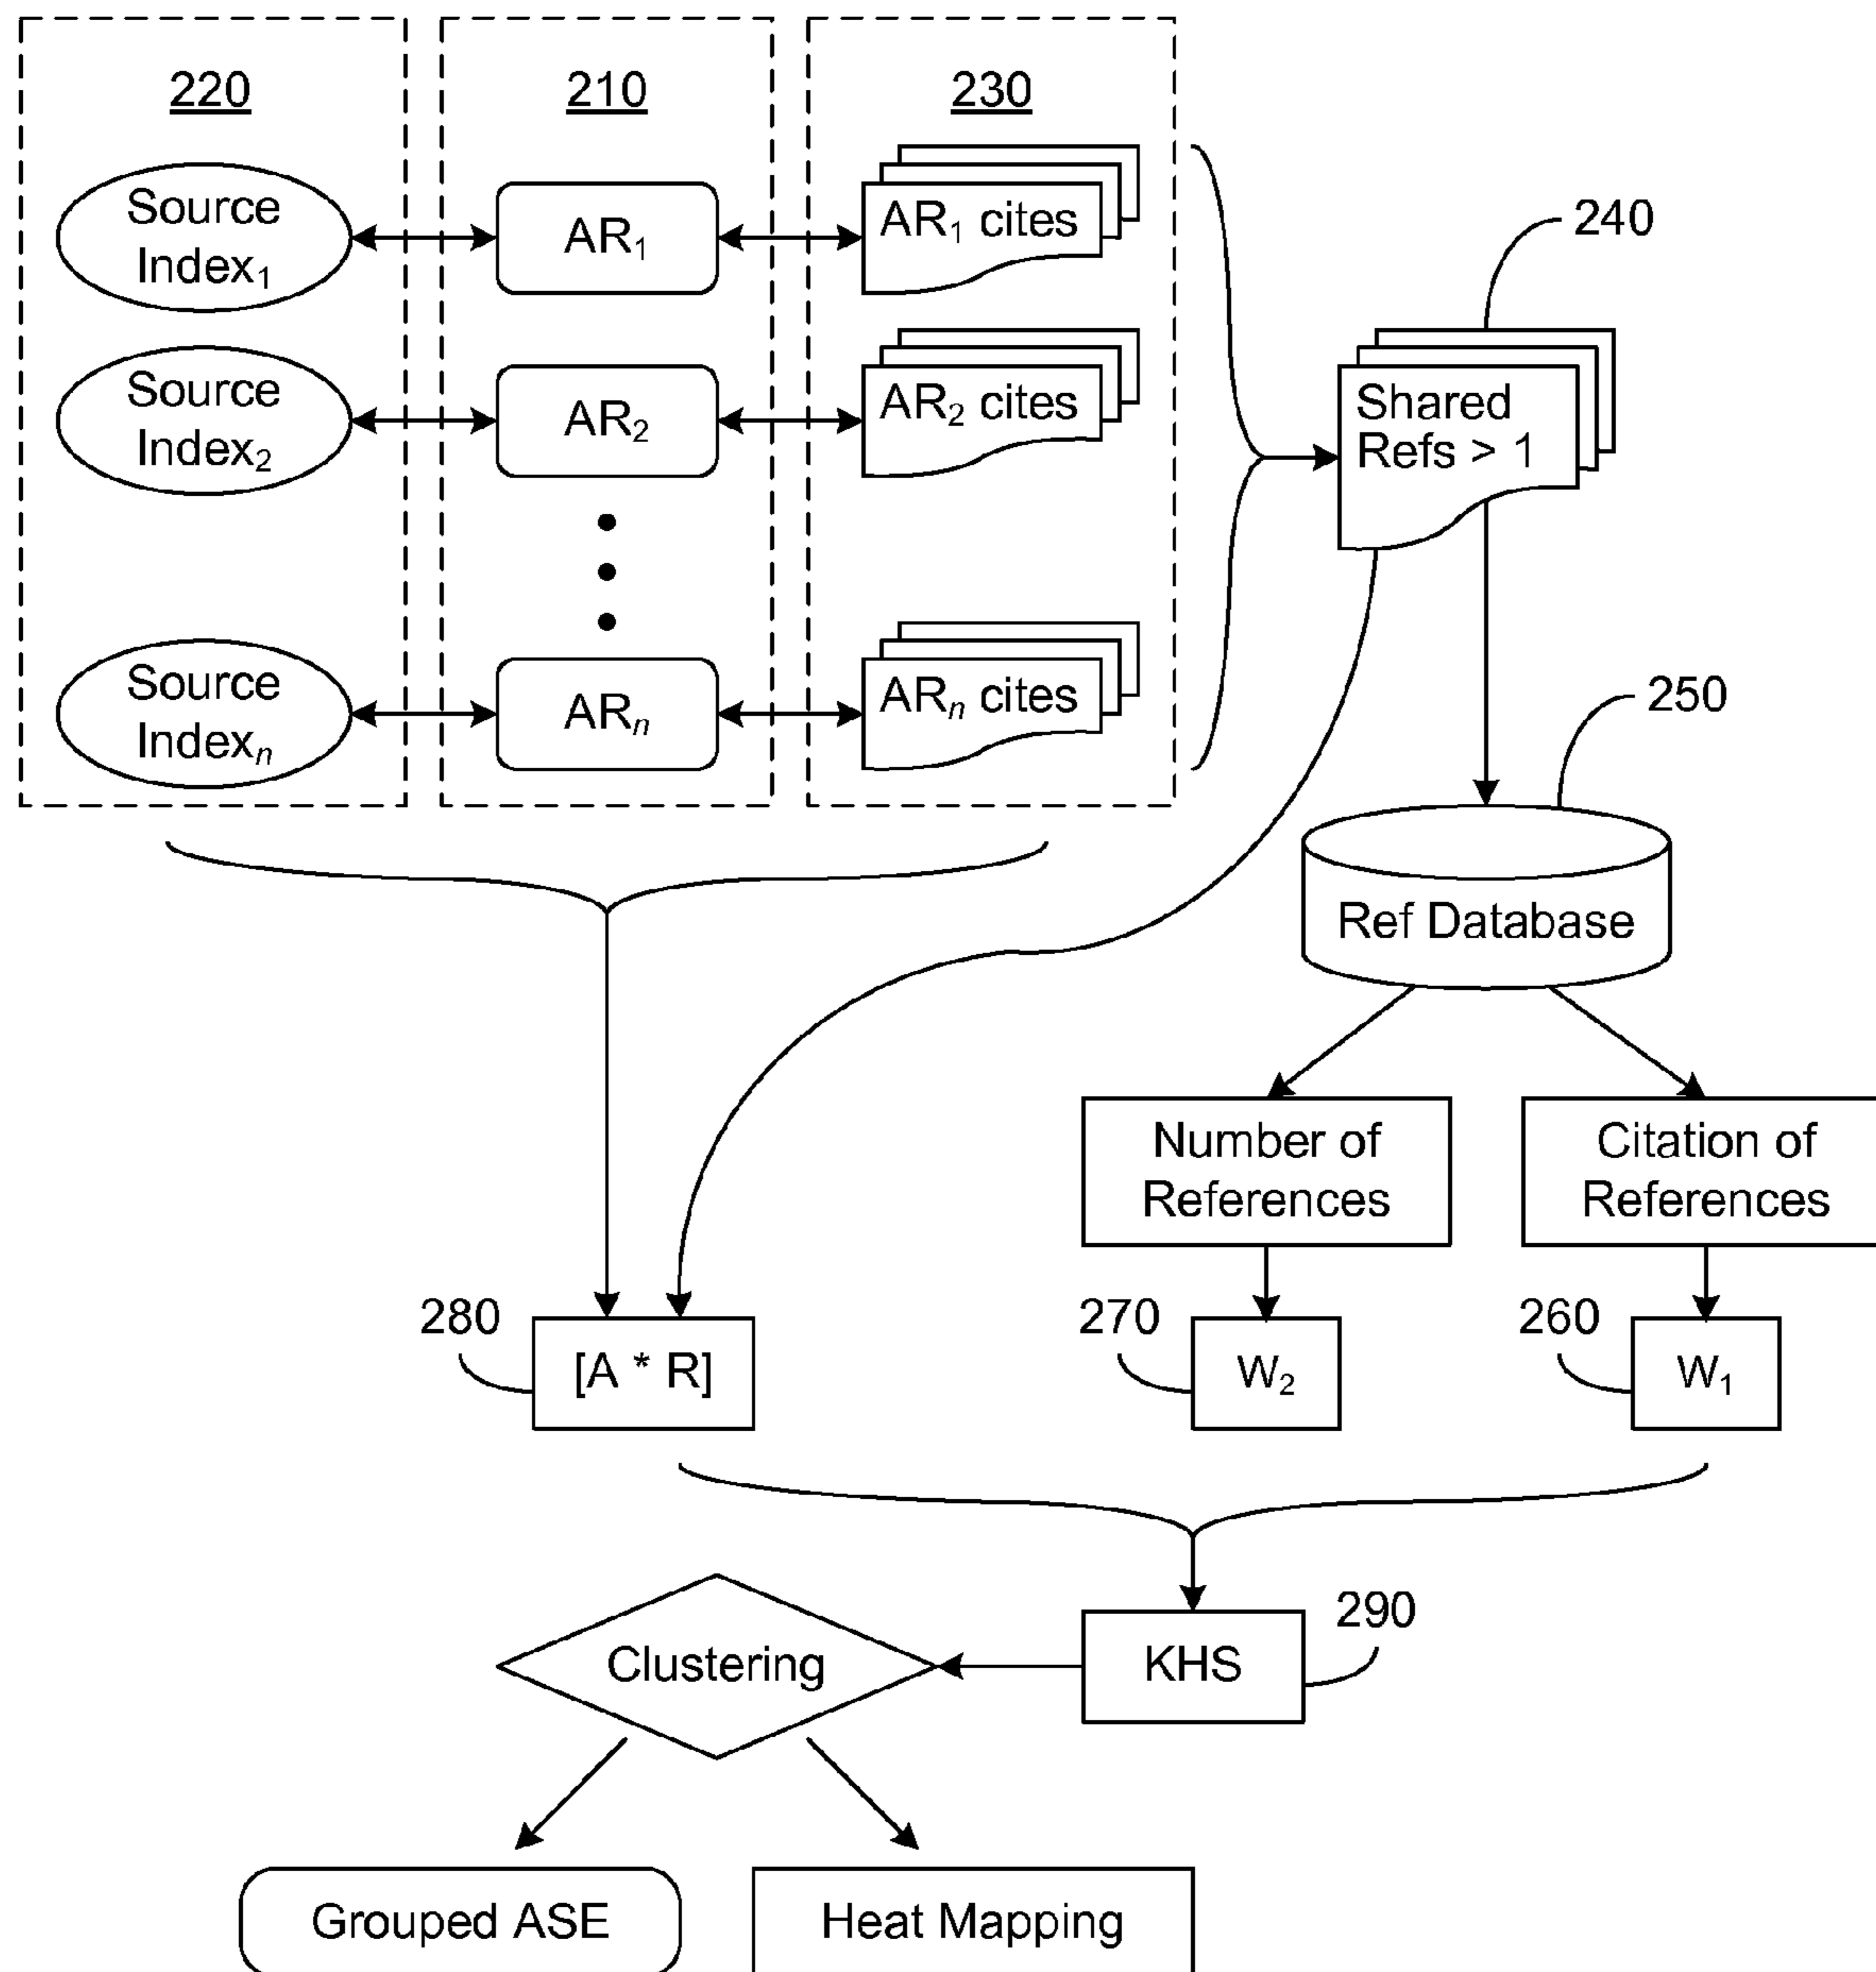 220
210
230
Source
Index₁
AR₁
AR₁ cites
240
Source
Index₂
AR₂
AR₂ cites
Shared
Refs > 1
Source
Indexₙ
ARₙ
ARₙ cites
250
Ref Database
Number of
References
Citation of
References
280
[A * R]
270
W₂
260
W₁
290
KHS
Clustering
Grouped ASE
Heat Mapping